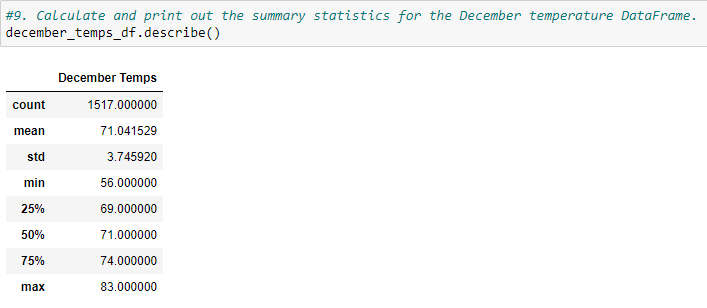 #9. Calculate and print out the summary statistics for the December temperature DataFrame.
december_temps_df.describe()
December Temps
count 1517.000000
mean 71.041529
std 3.745920
min 56.000000
25% 69.000000
50% 71.000000
75% 74.000000
max 83.000000